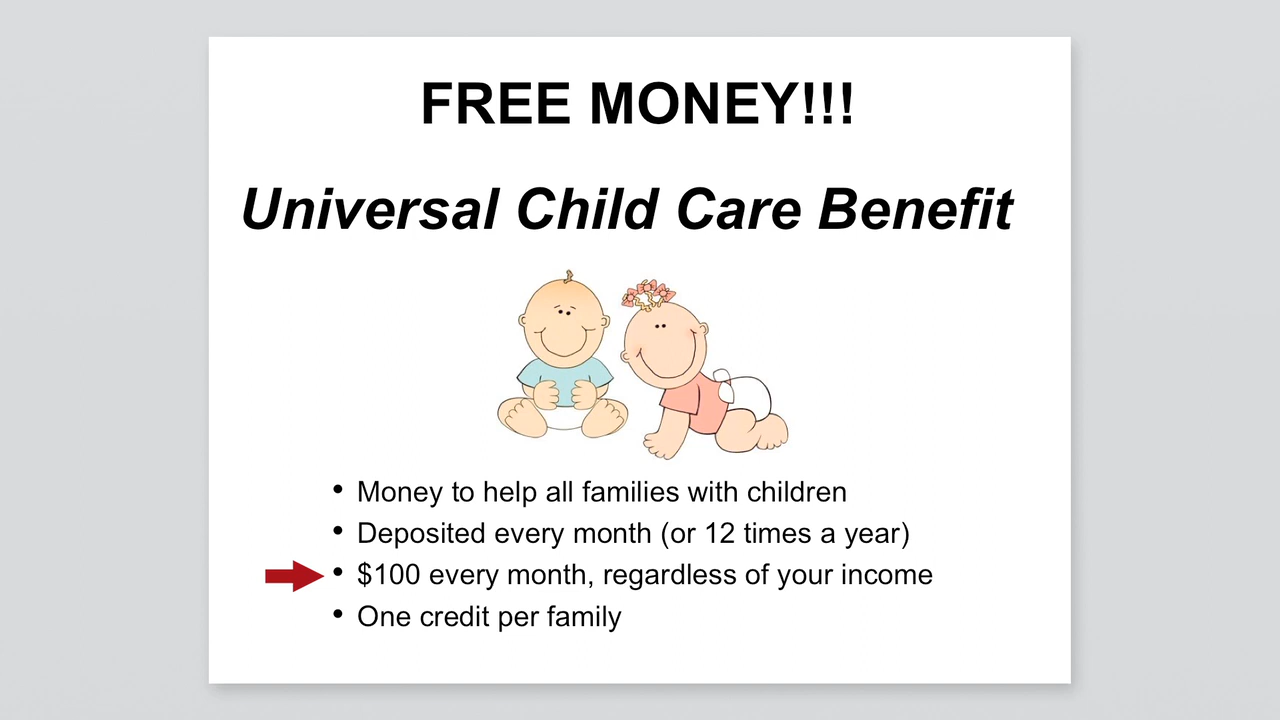 FREE MONEY!!!
Universal Child Care Benefit
• Money to help all families with children
• Deposited every month (or 12 times a year)
• $100 every month, regardless of your income
• One credit per family